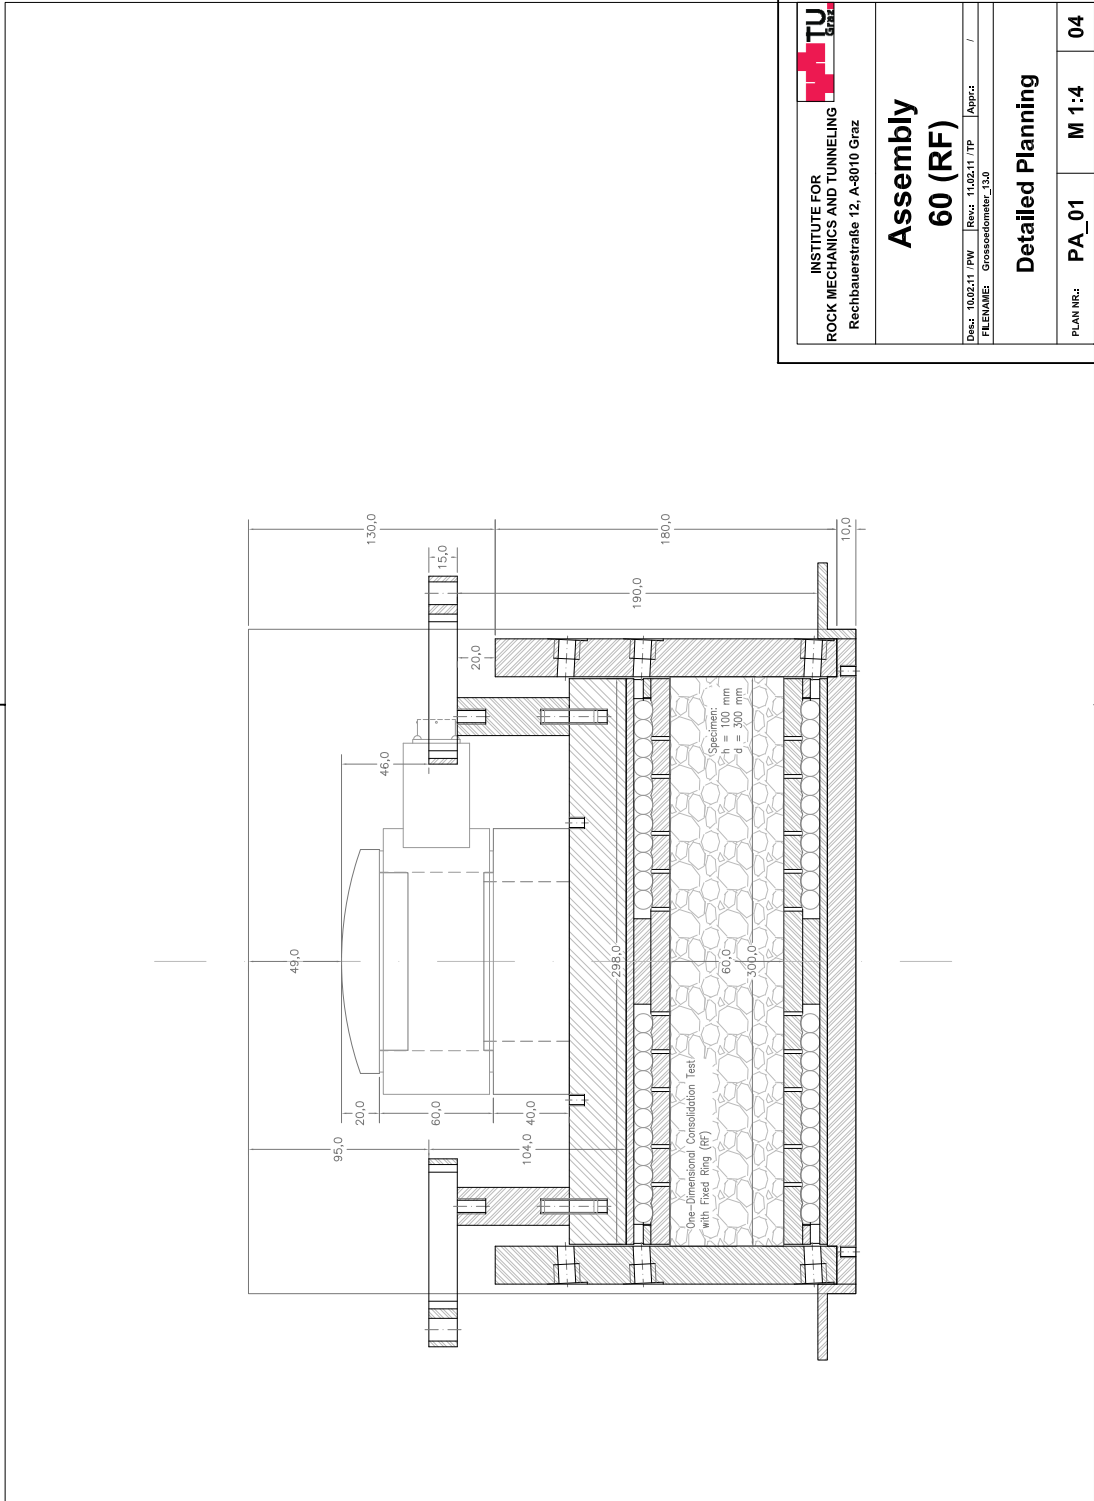 TU
Graz
INSTITUTE FOR
ROCK MECHANICS AND TUNNELING
Rechbauerstraße 12, A-8010 Graz
Assembly
60 (RF)
Des.: 10.02.11 / PW
Rev.: 11.02.11 / TP
Appr.: /
FILENAME: Grossoedometer_13.0
Detailed Planning
PLAN NR.: PA_01
M 1:4
04
130,0
180,0
10,0
15,0
190,0
20,0
46,0
49,0
298,0
60,0
300,0
Specimen:
h = 100 mm
d = 300 mm
One-Dimensional Consolidation Test
with Fixed Ring (RF)
20,0
60,0
40,0
95,0
104,0